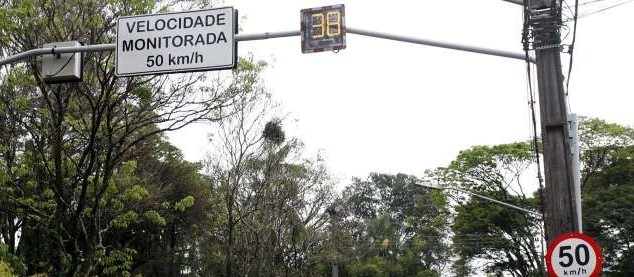 VELOCIDADE
MONITORADA
50 km/h
38
50
km/h